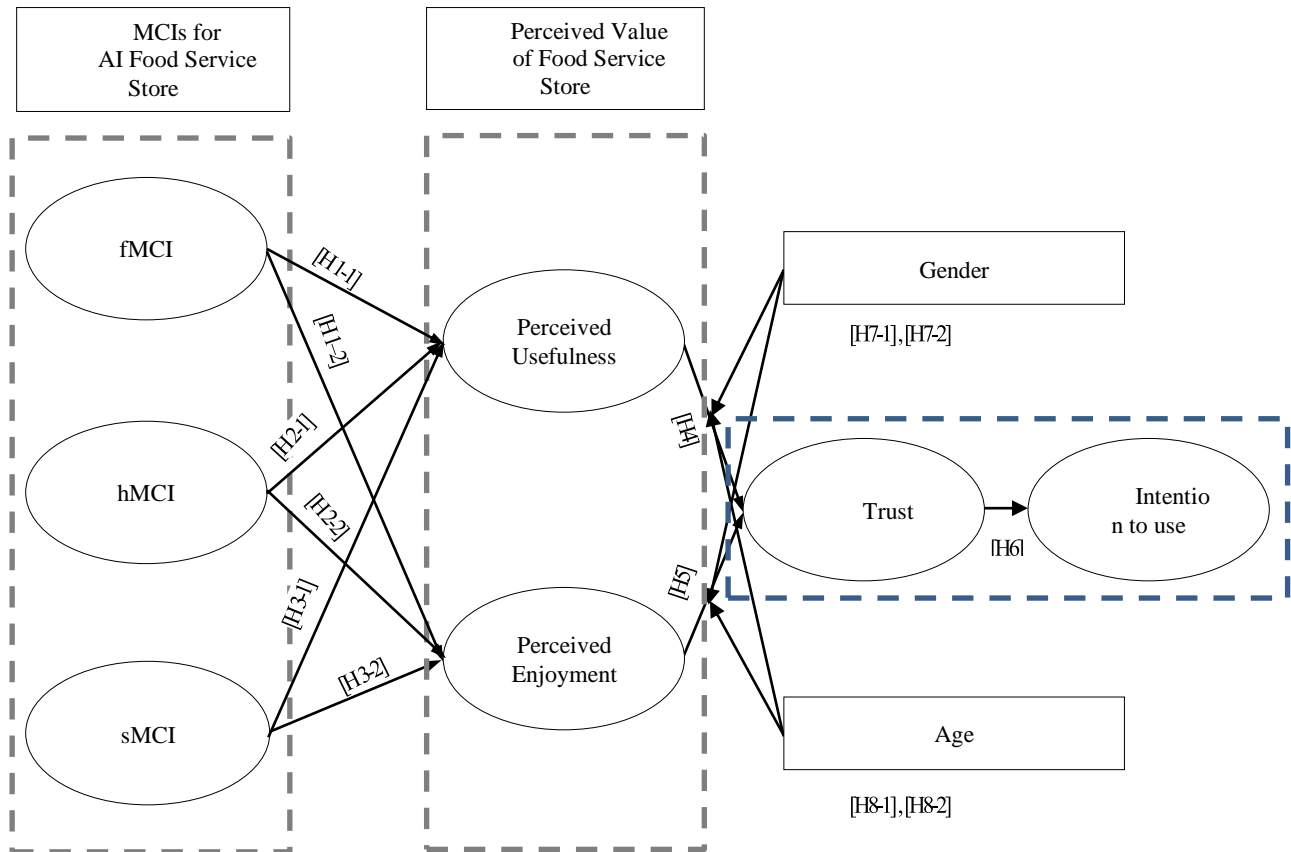 MCIs for
AI Food Service
Store
Perceived Value
of Food Service
Store
fMCI
[H1-1]
[H1-2]
Perceived
Usefulness
Gender
[H7-1],[H7-2]
hMCI
[H2-1]
[H2-2]
[H4]
Trust
[H6]
Intentio
n to use
[H3-1]
[H5]
sMCI
[H3-2]
Perceived
Enjoyment
Age
[H8-1],[H8-2]